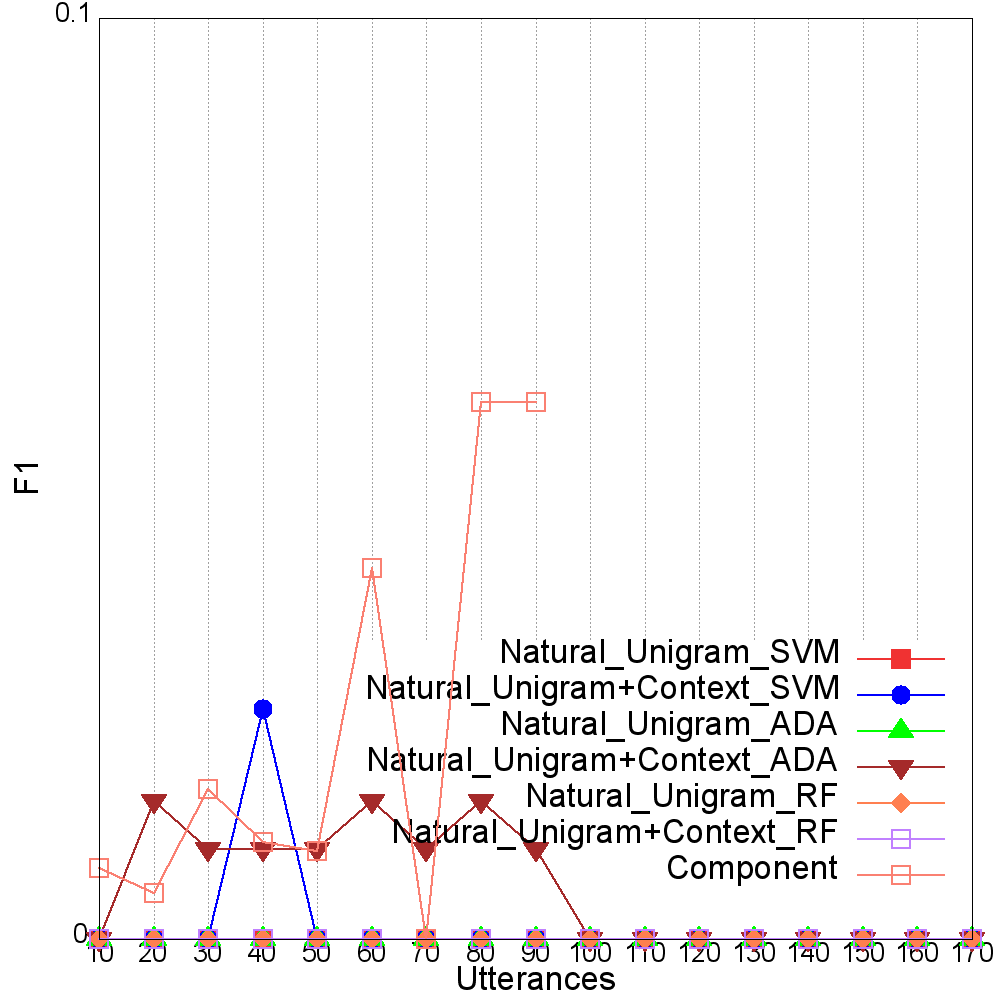 0.1
F1
Natural_Unigram_SVM
Natural_Unigram+Context_SVM
Natural_Unigram_ADA
Natural_Unigram+Context_ADA
Natural_Unigram_RF
Natural_Unigram+Context_RF
Component
0
10 20 30 40 50 60 70 80 90 100 110 120 130 140 150 160 170
Utterances